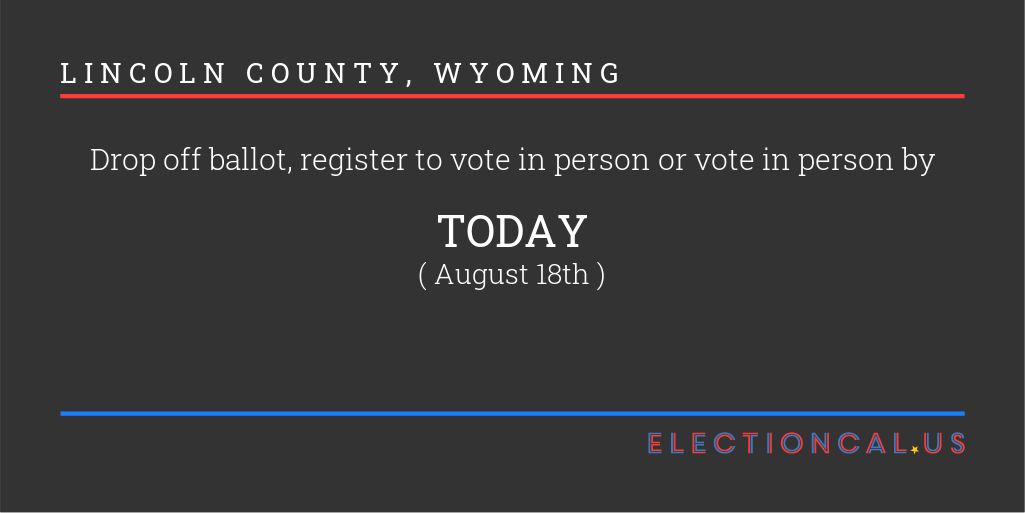 LINCOLN COUNTY, WYOMING
Drop off ballot, register to vote in person or vote in person by
TODAY
( August 18th )
ELECTIONCAL.US